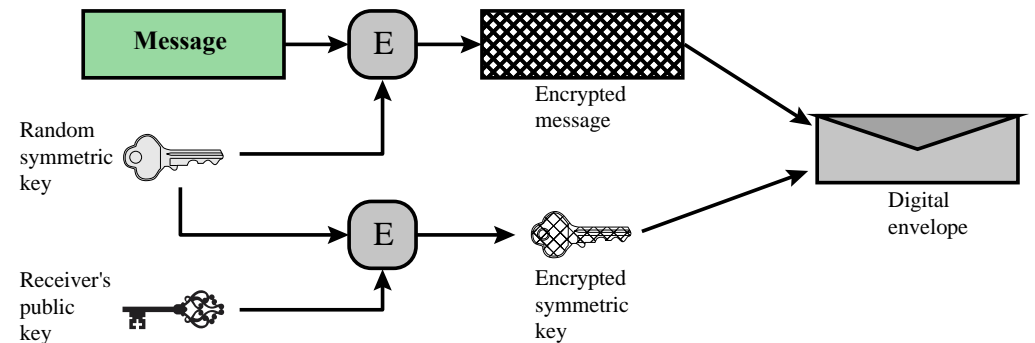 Message
E
Encrypted
message
Random
symmetric
key
Digital
envelope
E
Receiver's
public
key
Encrypted
symmetric
key